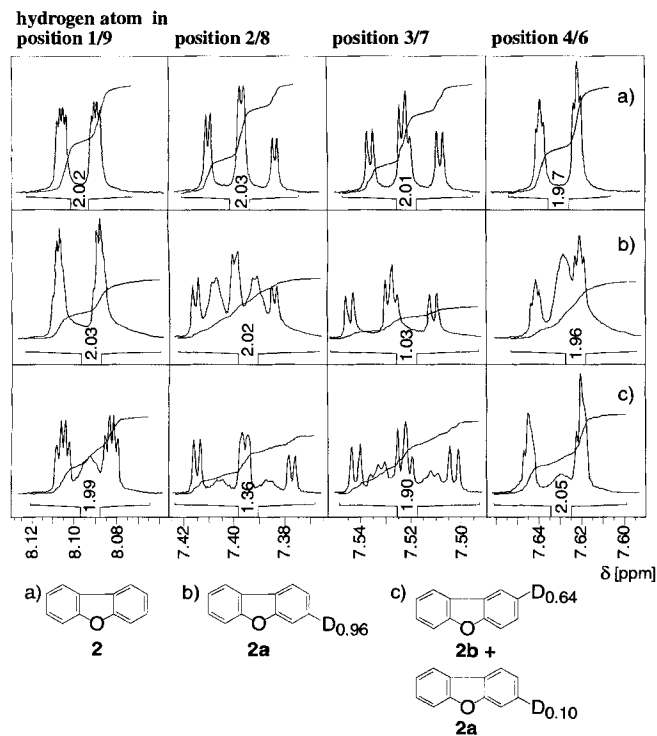 hydrogen atom in
position 1/9 position 2/8 position 3/7 position 4/6
a)
2.02 2.03 2.01 1.97
b)
2.03 2.02 1.03 1.96
c)
1.99 1.36 1.90 2.05
8.12 8.10 8.08 7.42 7.40 7.38 7.54 7.52 7.50 7.64 7.62 7.60
δ [ppm]
a) b) c)
O O D0.96 O D0.64
2 2a 2b +
O D0.10
2a